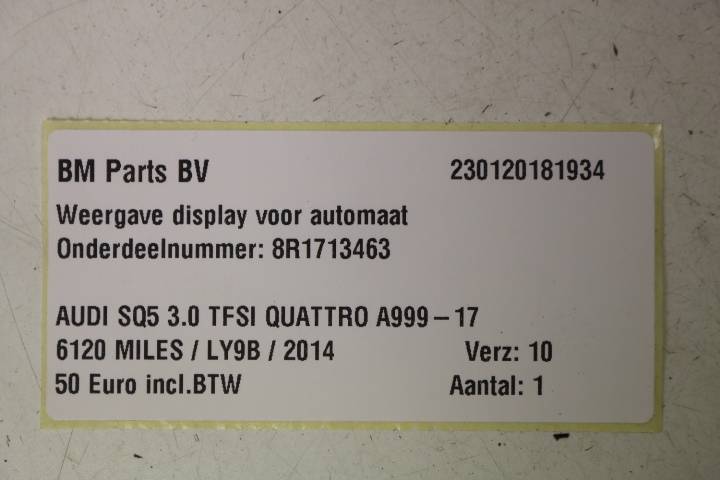 BM Parts BV 230120181934
Weergave display voor automaat
Onderdeelnummer: 8R1713463
AUDI SQ5 3.0 TFSI QUATTRO A999 – 17
6120 MILES / LY9B / 2014 Verz: 10
50 Euro incl.BTW Aantal: 1